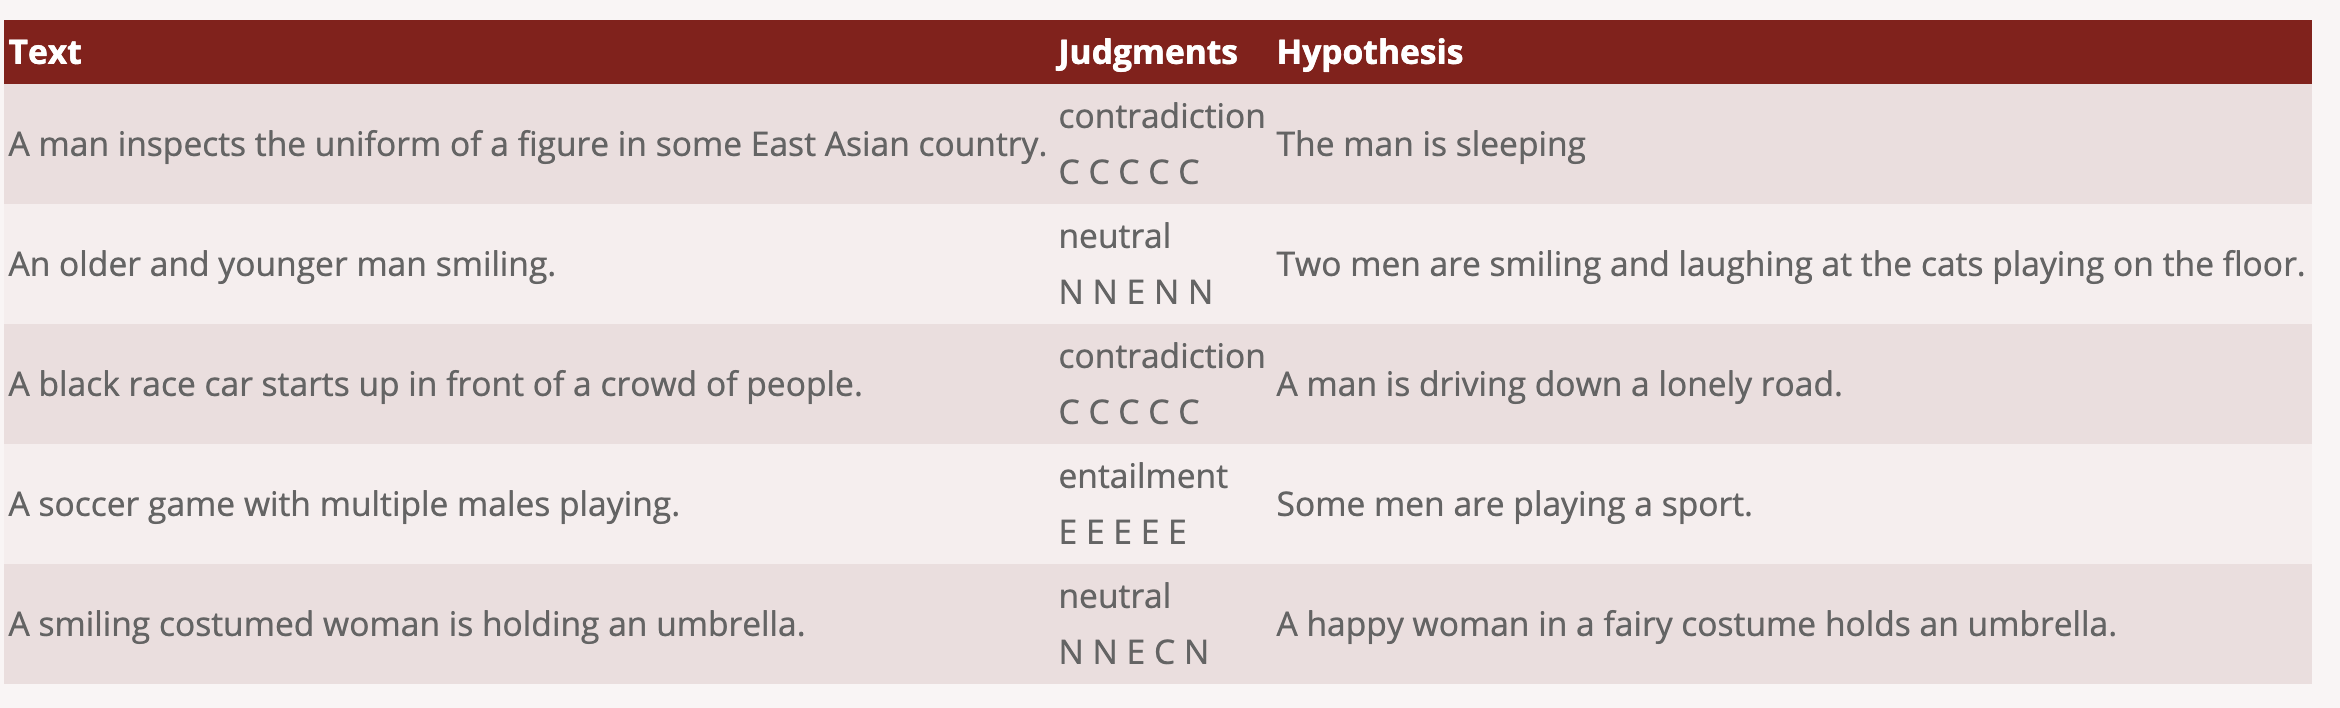 Text Judgments Hypothesis
A man inspects the uniform of a figure in some East Asian country.
contradiction
C C C C C
The man is sleeping
An older and younger man smiling.
neutral
N N E N N
Two men are smiling and laughing at the cats playing on the floor.
A black race car starts up in front of a crowd of people.
contradiction
C C C C C
A man is driving down a lonely road.
A soccer game with multiple males playing.
entailment
E E E E E
Some men are playing a sport.
A smiling costumed woman is holding an umbrella.
neutral
N N E C N
A happy woman in a fairy costume holds an umbrella.